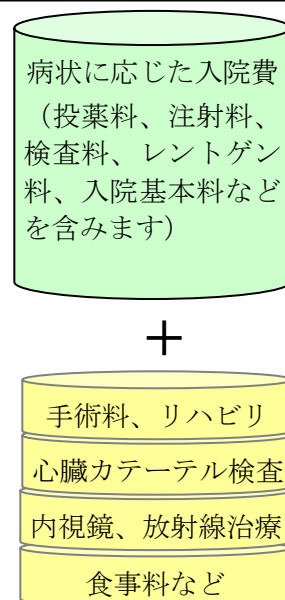 病状に応じた入院費
（投薬料、注射料、
検査料、レントゲン
料、入院基本料など
を含みます）
＋
手術料、リハビリ
心臓カテーテル検査
内視鏡、放射線治療
食事料など